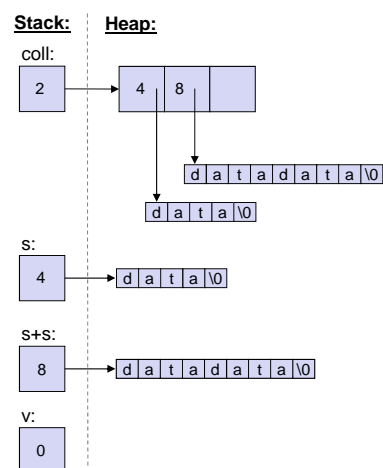 Stack: Heap:
coll:
2 4 8
d a t a d a t a \0
d a t a \0
s:
4 d a t a \0
s+s:
8 d a t a d a t a \0
v:
0